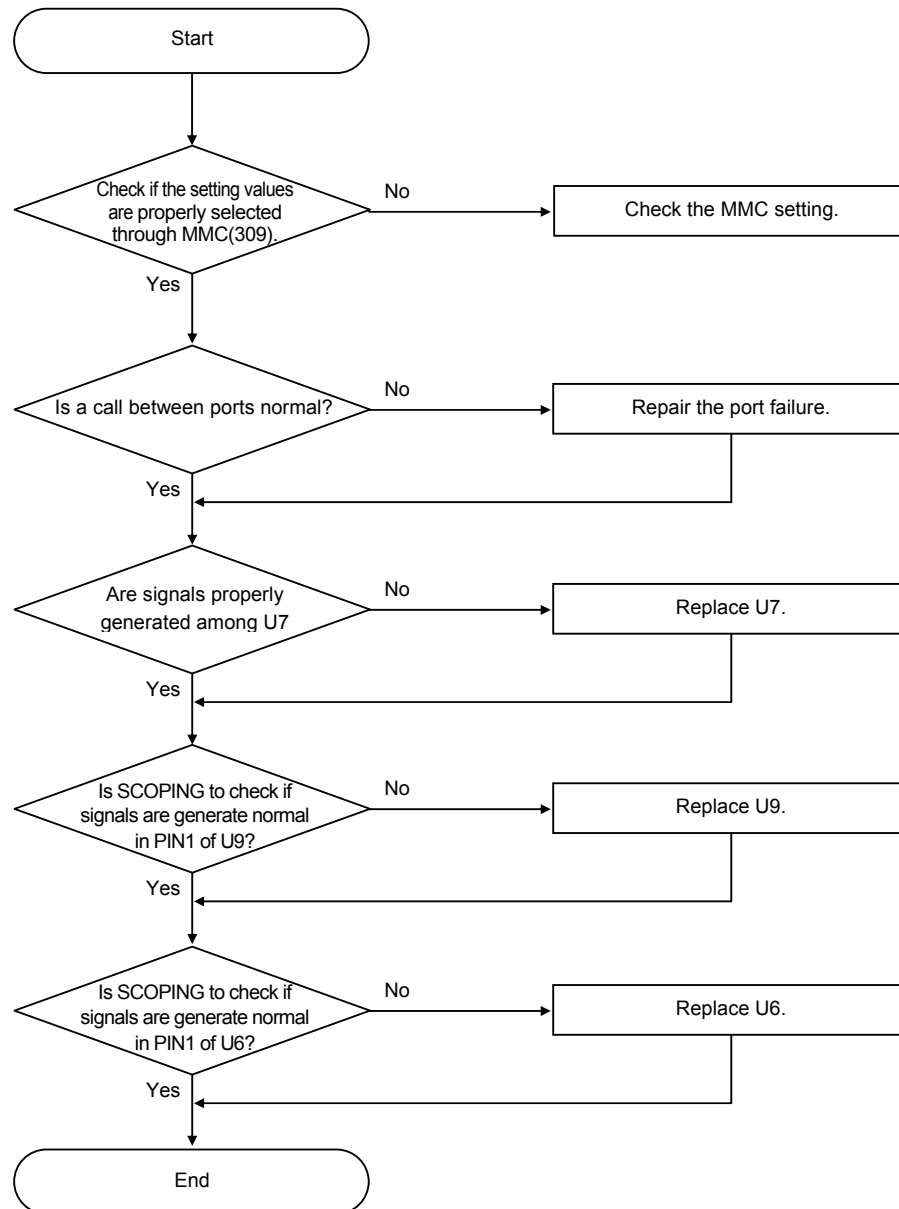 Start
Check if the setting values
are properly selected
through MMC(309).
No
Check the MMC setting.
Yes
Is a call between ports normal?
No
Repair the port failure.
Yes
Are signals properly
generated among U7
No
Replace U7.
Yes
Is SCOPING to check if
signals are generate normal
in PIN1 of U9?
No
Replace U9.
Yes
Is SCOPING to check if
signals are generate normal
in PIN1 of U6?
No
Replace U6.
Yes
End